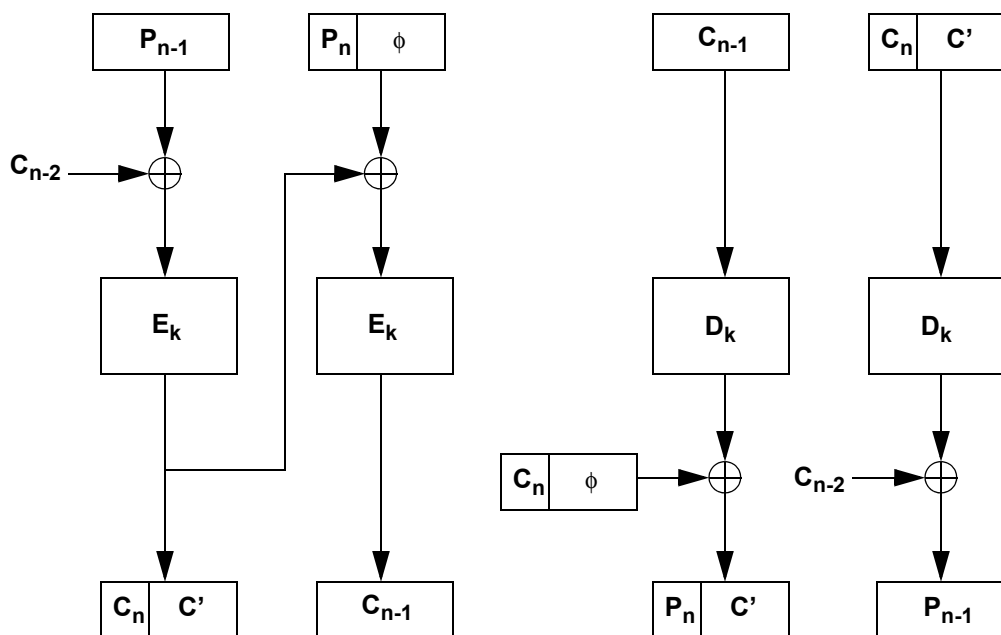 Pn-1
Pn ϕ
Cn-1
Cn C’
Cn-2
Ek
Ek
Dk
Dk
Cn ϕ
Cn-2
Cn C’
Cn-1
Pn C’
Pn-1